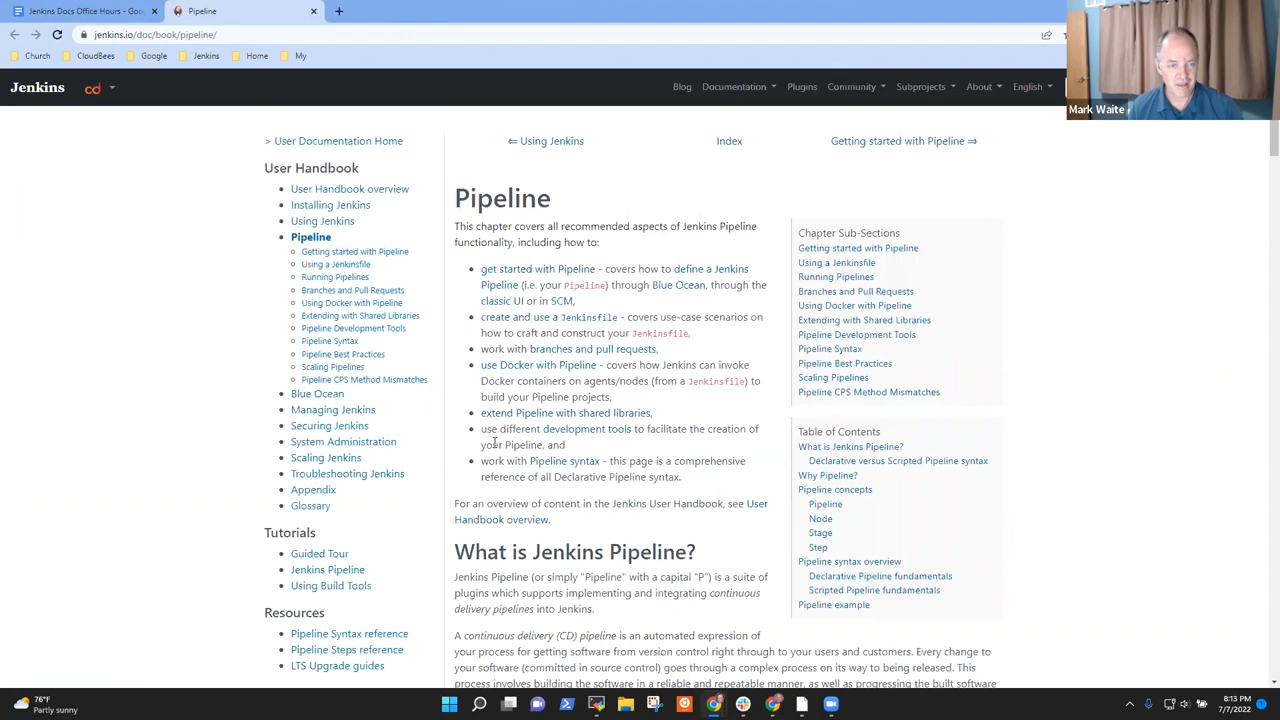 Jenkins Docs Office Hours - Goo
Pipeline
jenkins.io/doc/book/pipeline/
Church
CloudBees
Google
Jenkins
Home
My
Mark Waite
Jenkins
cd
Blog
Documentation
Plugins
Community
Subprojects
About
English
> User Documentation Home
⇐ Using Jenkins
Index
Getting started with Pipeline ⇒
User Handbook
User Handbook overview
Installing Jenkins
Using Jenkins
Pipeline
Getting started with Pipeline
Using a Jenkinsfile
Running Pipelines
Branches and Pull Requests
Using Docker with Pipeline
Extending with Shared Libraries
Pipeline Development Tools
Pipeline Syntax
Pipeline Best Practices
Scaling Pipelines
Pipeline CPS Method Mismatches
Blue Ocean
Managing Jenkins
Securing Jenkins
System Administration
Scaling Jenkins
Troubleshooting Jenkins
Appendix
Glossary
Tutorials
Guided Tour
Jenkins Pipeline
Using Build Tools
Resources
Pipeline Syntax reference
Pipeline Steps reference
LTS Upgrade guides
Pipeline
This chapter covers all recommended aspects of Jenkins Pipeline
functionality, including how to:
get started with Pipeline - covers how to define a Jenkins
Pipeline (i.e. your Pipeline) through Blue Ocean, through the
classic UI or in SCM,
create and use a Jenkinsfile - covers use-case scenarios on
how to craft and construct your Jenkinsfile,
work with branches and pull requests,
use Docker with Pipeline - covers how Jenkins can invoke
Docker containers on agents/nodes (from a Jenkinsfile) to
build your Pipeline projects,
extend Pipeline with shared libraries,
use different development tools to facilitate the creation of
your Pipeline, and
work with Pipeline syntax - this page is a comprehensive
reference of all Declarative Pipeline syntax.
For an overview of content in the Jenkins User Handbook, see User
Handbook overview.
What is Jenkins Pipeline?
Jenkins Pipeline (or simply "Pipeline" with a capital "P") is a suite of
plugins which supports implementing and integrating continuous
delivery pipelines into Jenkins.
A continuous delivery (CD) pipeline is an automated expression of
your process for getting software from version control right through to your users and customers. Every change to
your software (committed in source control) goes through a complex process on its way to being released. This
process involves building the software in a reliable and repeatable manner, as well as progressing the built software
Chapter Sub-Sections
Getting started with Pipeline
Using a Jenkinsfile
Running Pipelines
Branches and Pull Requests
Using Docker with Pipeline
Extending with Shared Libraries
Pipeline Development Tools
Pipeline Syntax
Pipeline Best Practices
Scaling Pipelines
Pipeline CPS Method Mismatches
Table of Contents
What is Jenkins Pipeline?
Declarative versus Scripted Pipeline syntax
Why Pipeline?
Pipeline concepts
Pipeline
Node
Stage
Step
Pipeline syntax overview
Declarative Pipeline fundamentals
Scripted Pipeline fundamentals
Pipeline example
76°F
Partly sunny
8:13 PM
7/7/2022